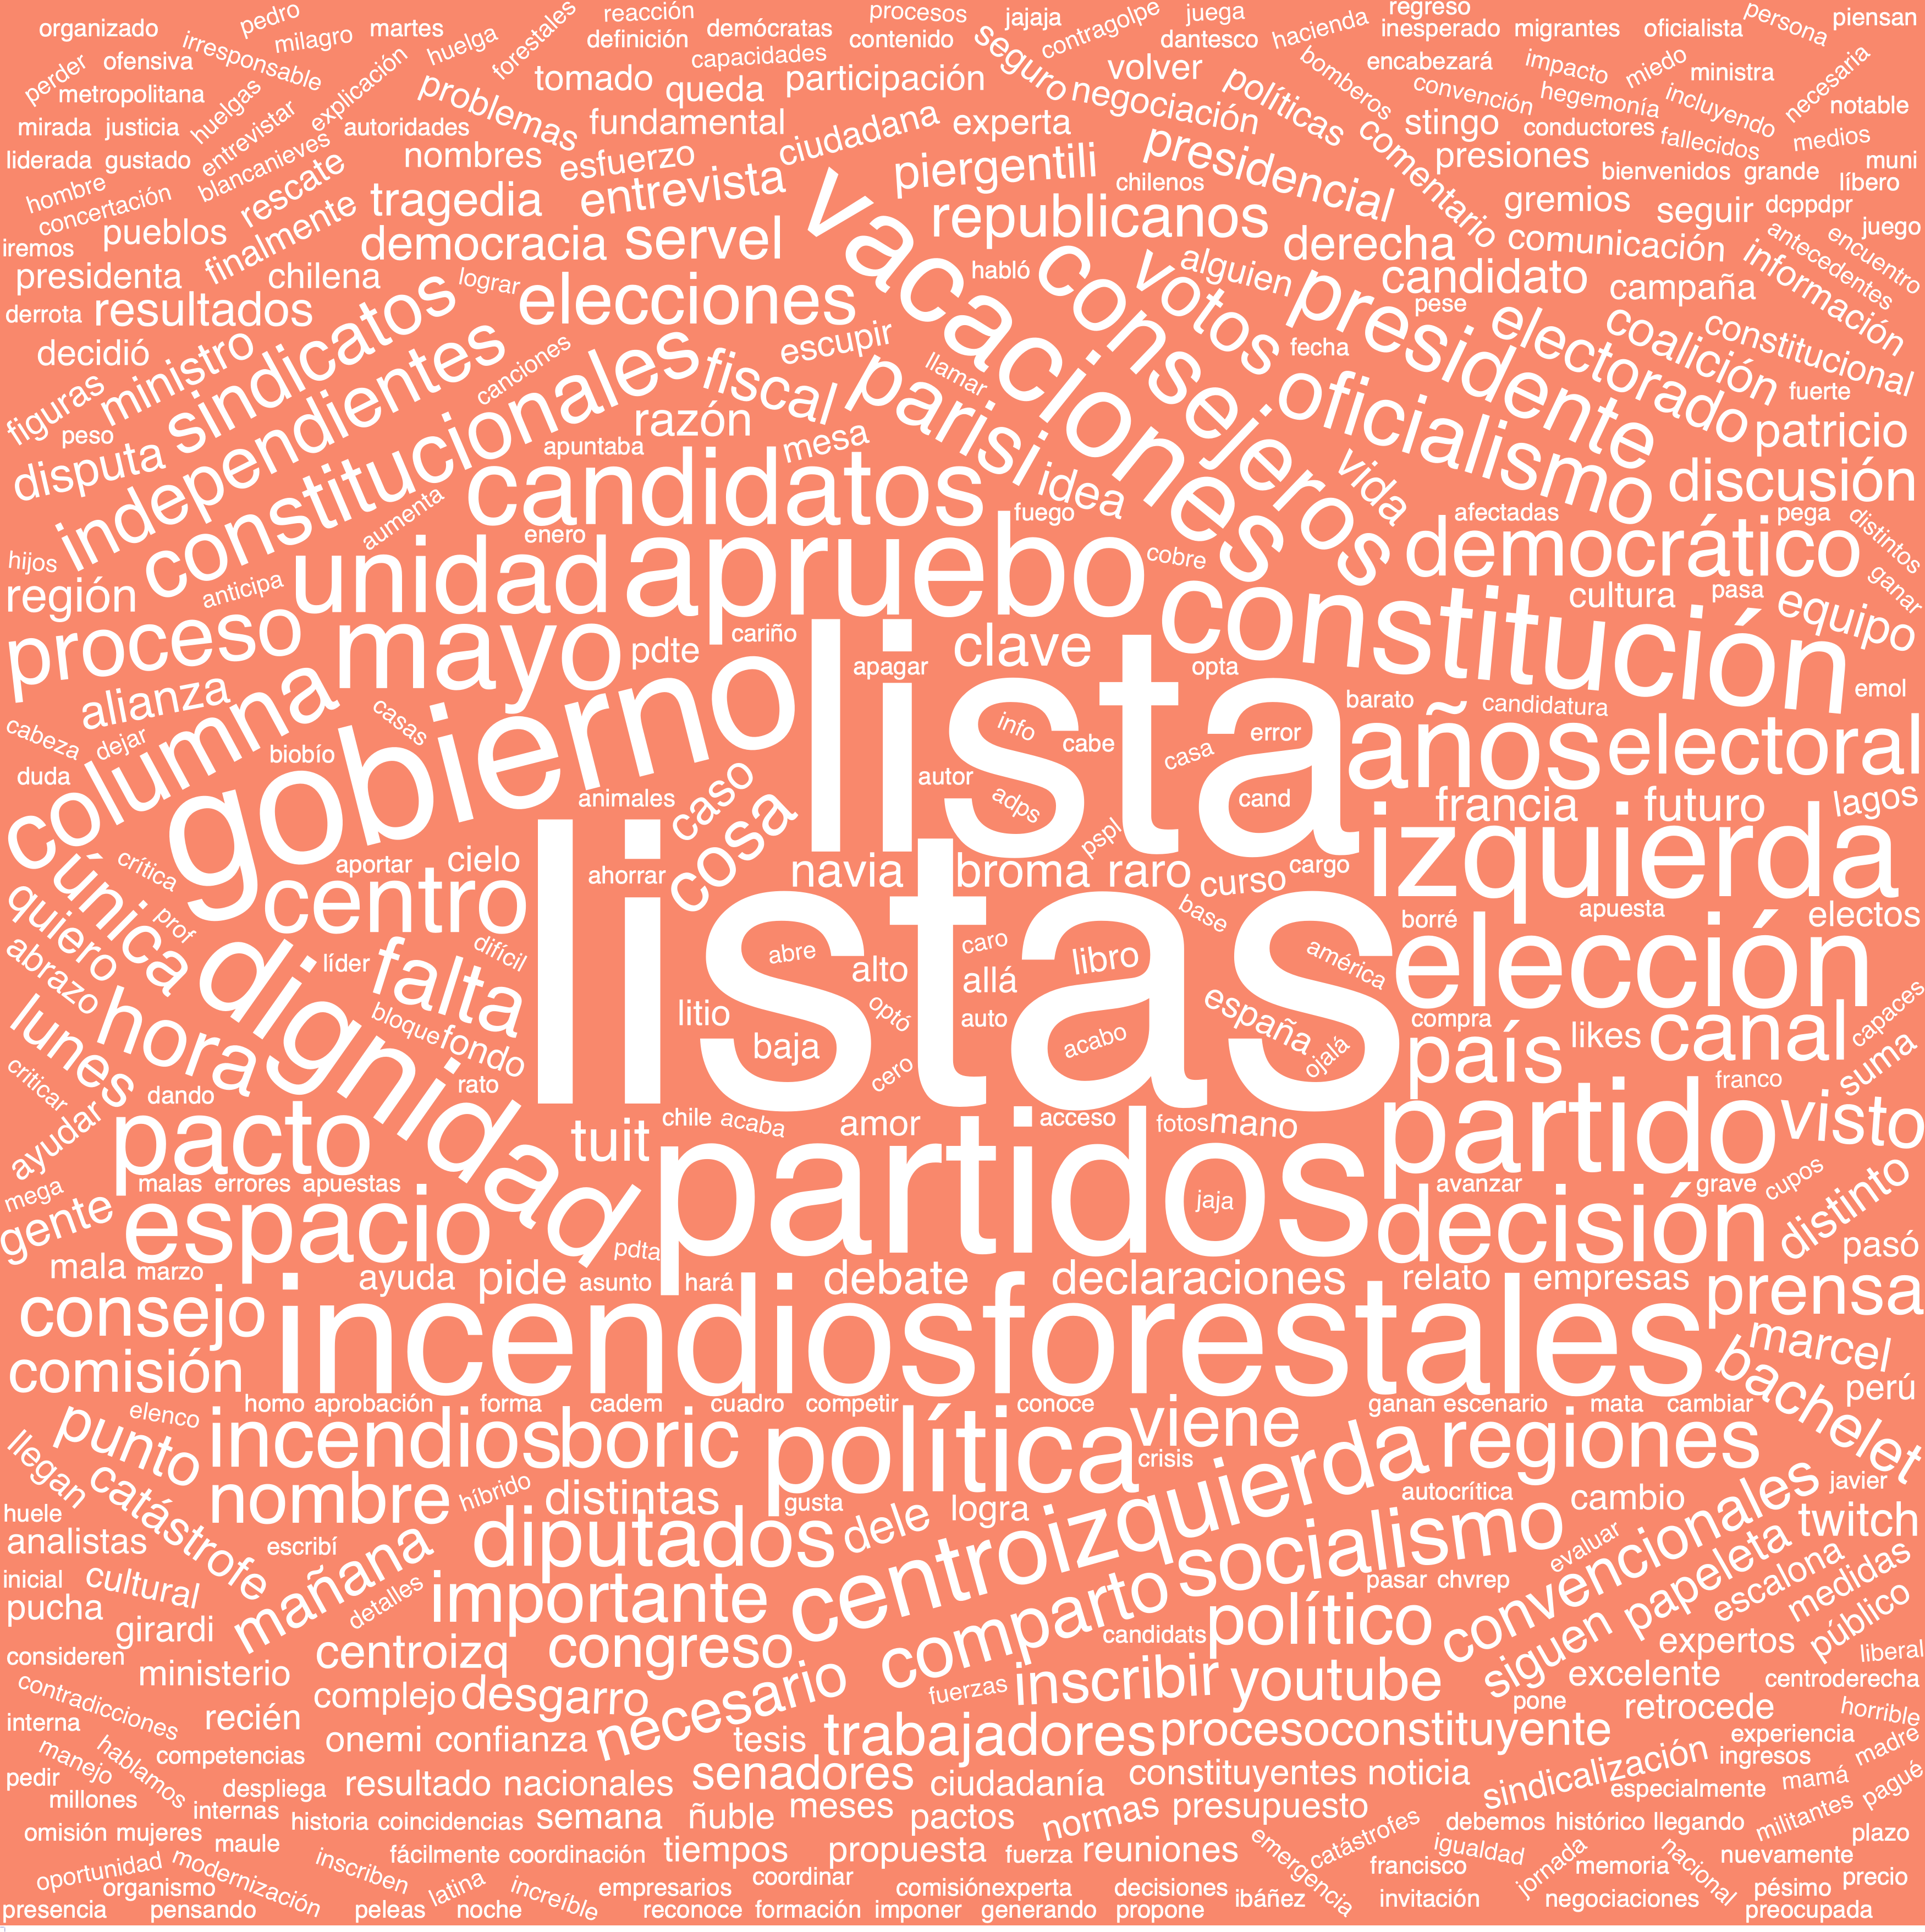 organizado
pedro
milagro
martes
reacción
definición
demócratas
procesos
contenido
jajaja
contragolpe
juega
dantesco
hacienda
regreso
inesperado
migrantes
oficialista
persona
piensan
perder
ofensiva
irresponsable
huelga
forestales
capacidades
seguro
bomberos
encabezará
impacto
miedo
ministra
necesaria
metropolitana
huelgas
explicación
problemas
tomado
queda
participación
volver
negociación
políticas
convención
hegemonía
incluyendo
notable
mirada
justicia
entrevistar
autoridades
fundamental
ciudadana
experta
comentario
stingo
conductores
fallecidos
medios
liderada
gustado
blancanieves
nombres
esfuerzo
piergentili
presidencial
presiones
bienvenidos
grande
muni
líbero
hombre
concertación
rescate
tragedia
entrevista
vacaciones
chilenos
republicanos
gremios
seguir
dcppdpr
juego
iremos
pueblos
finalmente
democracia
servel
consejeros
derecha
comunicación
información
antecedentes
encuentro
presidenta
chilena
lograr
elecciones
habló
votos
alguien
presidente
candidato
pese
campaña
derrota
resultados
sindicatos
canciones
escupir
fecha
electorado
coalición
constitucional
decidió
ministro
independientes
constitucionales
fiscal
llamar
parisi
oficialismo
fuerte
figuras
peso
razón
patricio
disputa
apuntaba
mesa
idea
vida
discusión
candidatos
aumenta
enero
fuego
afectadas
pega
distintos
hijos
unidad
apruebo
cobre
democrático
región
anticipa
constitución
cultura
pasa
ganar
equipo
proceso
mayo
cariño
pdte
clave
apagar
opta
alianza
columna
gobierno
lista
barato
candidatura
emol
cabeza
dejar
casas
info
cabe
casa
error
años
electoral
duda
biobío
caso
autor
animales
adps
cand
francia
futuro
lagos
crítica
aportar
cielo
ahorrar
cosa
pspl
izquierda
única
centro
navia
broma
raro
curso
cargo
quiero
prof
listas
base
borré
apuesta
electos
abrazo
dignidad
líder
falta
difícil
abre
alto
caro
allá
libro
américa
elección
lunes
hora
bloque
fondo
litio
optó
auto
baja
acabo
españa
ojalá
compra
likes
canal
capaces
criticar
dando
rato
cero
país
franco
suma
ayudar
pacto
tuit
chile
acaba
amor
acceso
fotos
mano
partido
visto
mega
malas
errores
apuestas
partidos
jaja
avanzar
grave
cupos
distinto
gente
espacio
pdta
decisión
pasó
mala
marzo
ayuda
pide
asunto
hará
debate
declaraciones
relato
empresas
prensa
consejo
incendiosforestales
marcel
comisión
bachelet
perú
homo
aprobación
forma
cadem
cuadro
competir
conoce
ganan
escenario
mata
cambiar
elenco
punto
incendios
boric
política
viene
crisis
centroizquierda
regiones
llegan
catástrofe
nombre
híbrido
distintas
gusta
logra
autocrítica
cambio
javier
huele
analistas
escribí
diputados
dele
socialismo
evaluar
convencionales
twitch
inicial
cultural
mañana
detalles
importante
pasar
chvrep
papeleta
escalona
medidas
pucha
girardi
comparto
candidats
político
siguen
expertos
público
consideren
ministerio
centroizq
congreso
necesario
fuerzas
inscribir
youtube
excelente
liberal
centroderecha
contradicciones
complejo
desgarro
pone
retrocede
horrible
interna
recién
onemi
confianza
tesis
trabajadores
procesoconstituyente
experiencia
manejo
hablamos
competencias
sindicalización
ingresos
madre
pedir
despliega
resultado
nacionales
senadores
ciudadanía
constituyentes
noticia
especialmente
mamá
pagué
millones
internas
historia
coincidencias
semana
ñuble
meses
pactos
normas
presupuesto
debemos
histórico
llegando
militantes
omisión
mujeres
maule
fácilmente
coordinación
tiempos
propuesta
fuerza
reuniones
emergencia
catástrofes
igualdad
plazo
oportunidad
modernización
inscriben
coordinar
francisco
jornada
memoria
nacional
nuevamente
organismo
latina
increíble
empresarios
comisiónexperta
decisiones
ibáñez
invitación
negociaciones
pésimo
precio
presencia
pensando
peleas
noche
reconoce
formación
imponer
generando
propone
preocupada